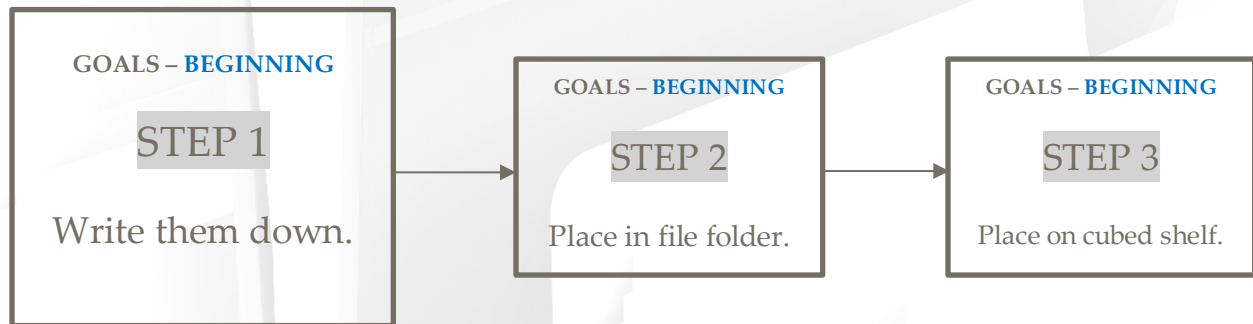 GOALS – BEGINNING
STEP 1
Write them down.
GOALS – BEGINNING
STEP 2
Place in file folder.
GOALS – BEGINNING
STEP 3
Place on cubed shelf.